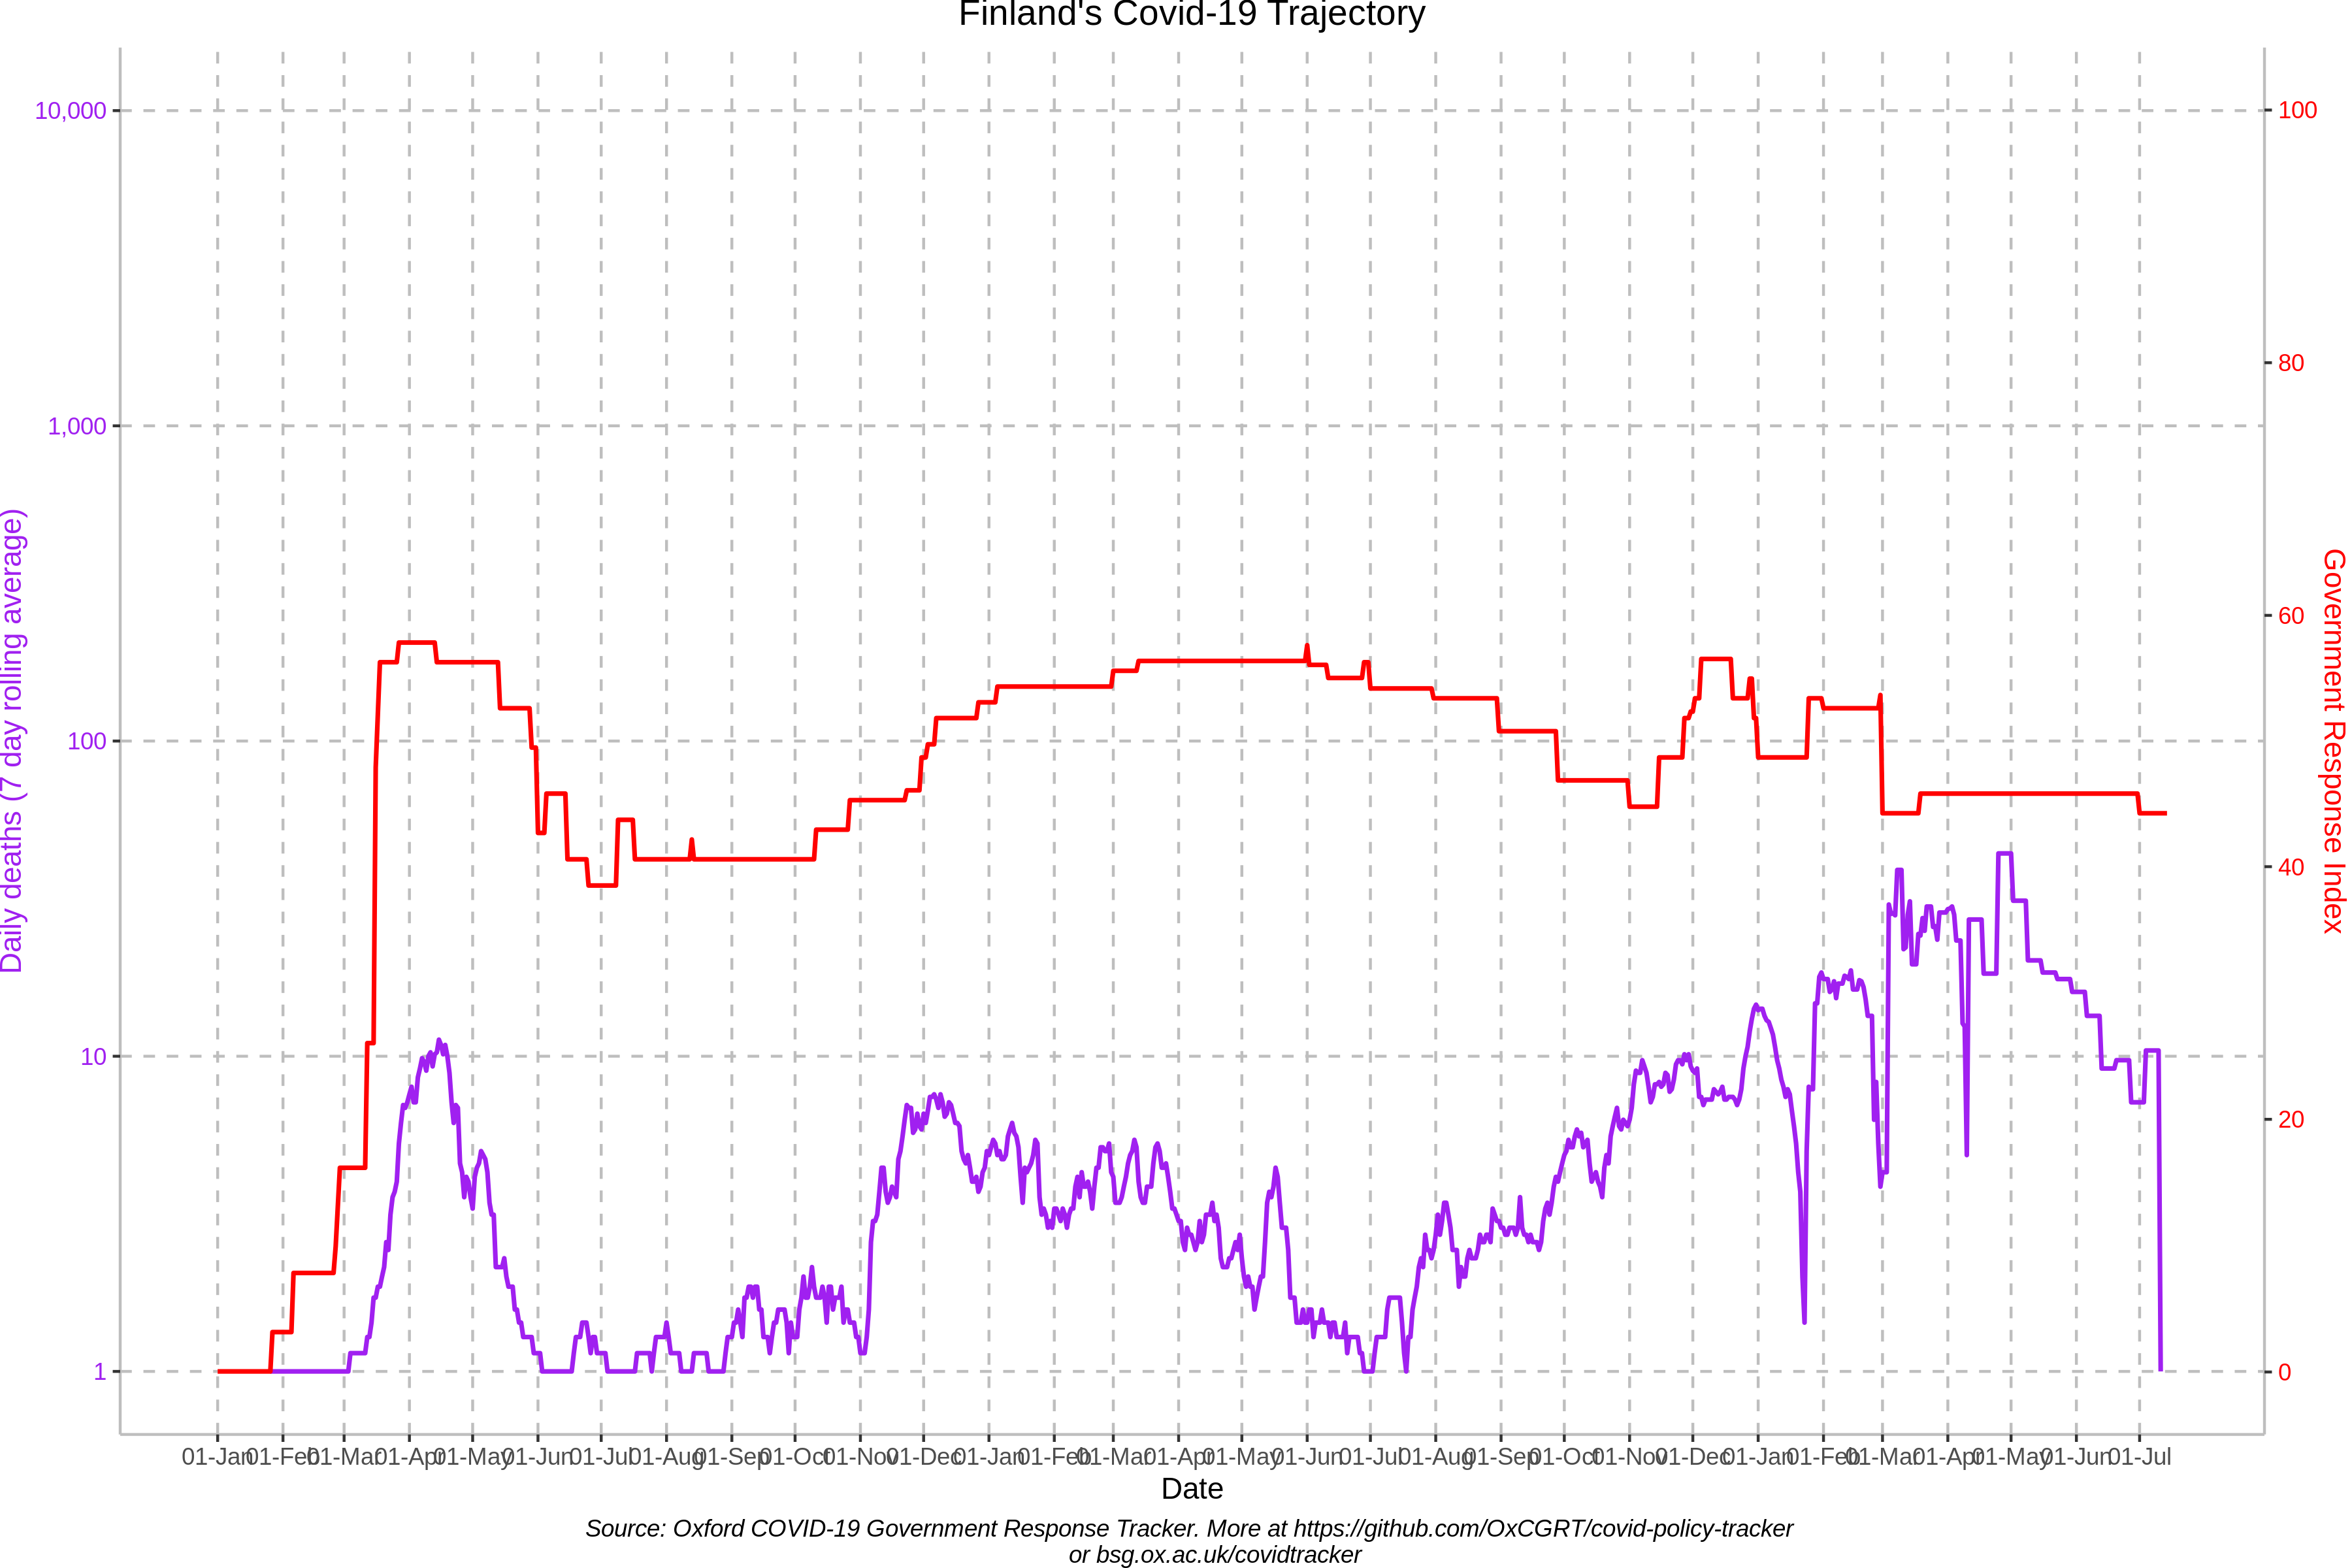 Finland's Covid-19 Trajectory
10,000
1,000
100
10
1
Daily deaths (7 day rolling average)
100
80
60
40
20
0
Government Response Index
01-Jan 01-Feb 01-Mar 01-Apr 01-May 01-Jun 01-Jul 01-Aug 01-Sep 01-Oct 01-Nov 01-Dec 01-Jan 01-Feb 01-Mar 01-Apr 01-May 01-Jun 01-Jul 01-Aug 01-Sep 01-Oct 01-Nov 01-Dec 01-Jan 01-Feb 01-Mar 01-Apr 01-May 01-Jun 01-Jul
Date
Source: Oxford COVID-19 Government Response Tracker. More at https://github.com/OxCGRT/covid-policy-tracker
or bsg.ox.ac.uk/covidtracker